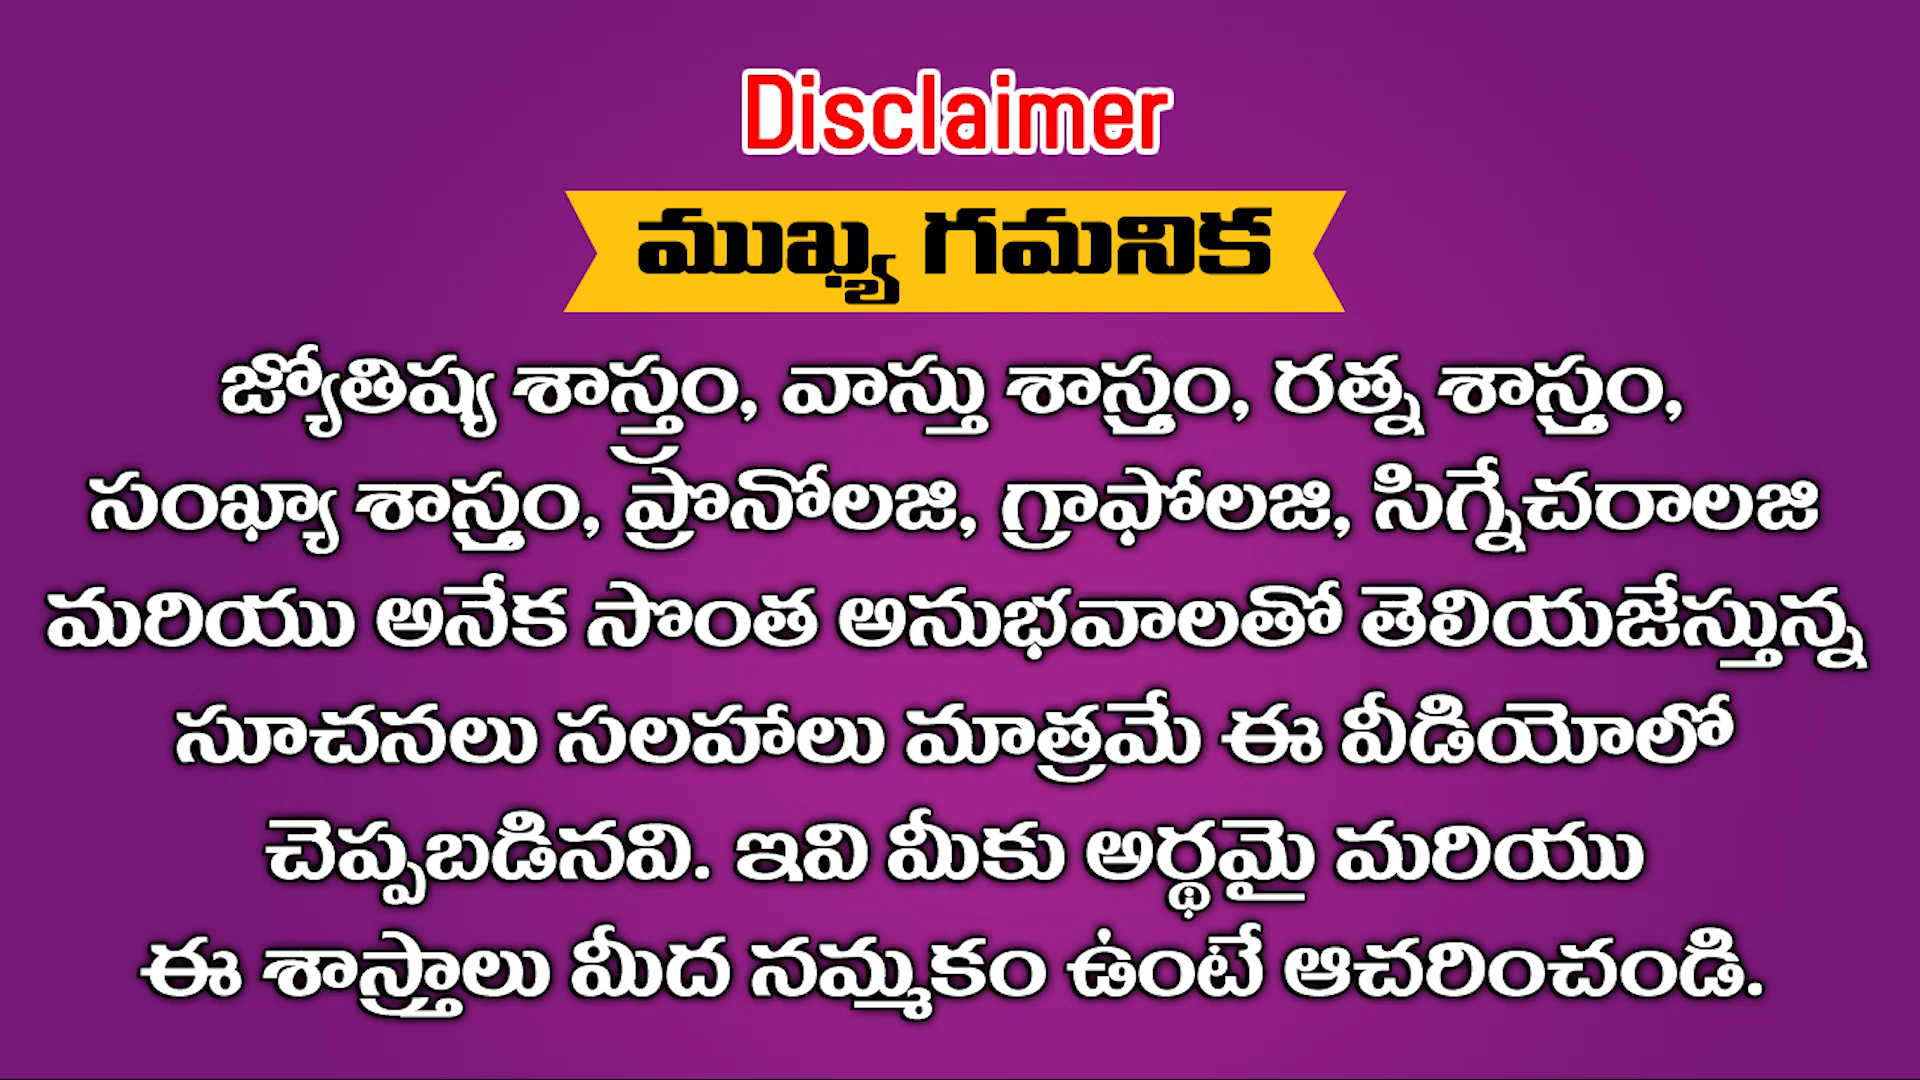 Disclaimer
ముఖ్య గమనిక
జ్యోతిష్య శాస్త్ర్రం, వాస్తు శాస్త్రం, రత్న శాస్త్రం,
సంఖ్యా శాస్త్రం, ప్రొనోలజి, గ్రాఫోలజి, సిగ్నేచరాలజి
మరియు అనేక సొంత అనుభవాలతో తెలియజేస్తున్న
సూచనలు సలహాలు మాత్రమే ఈ వీడియోలో
చెప్పబడినవి. ఇవి మీకు అర్థమై మరియు
ఈ శాస్త్రాలు మీద నమ్మకం ఉంటే ఆచరించండి.